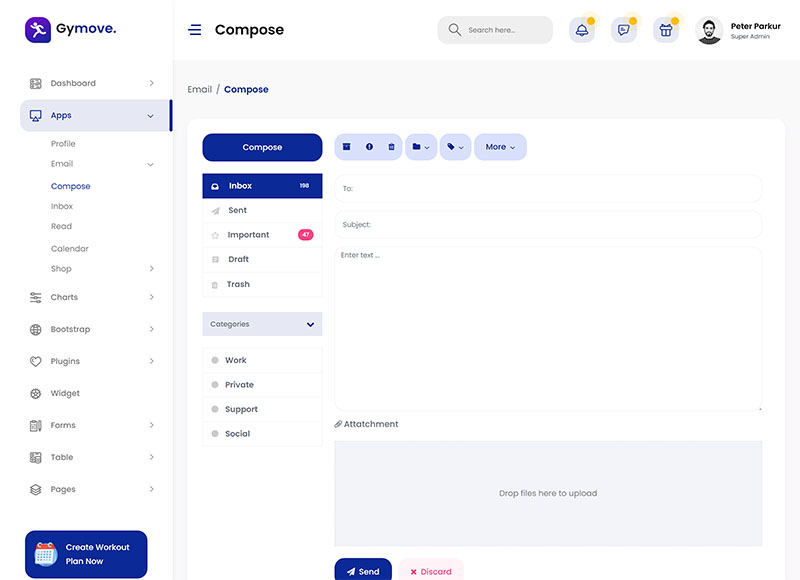 Gymove.
Compose
Search here..
Peter Parkur
Super Admin
Dashboard
Apps
Profile
Email
Compose
Inbox
Read
Calendar
Shop
Charts
Bootstrap
Plugins
Widget
Forms
Table
Pages
Create Workout
Plan Now
Email / Compose
Compose
Inbox 198
Sent
Important 47
Draft
Trash
Categories
Work
Private
Support
Social
More
To:
Subject:
Enter text ...
Attatchment
Drop files here to upload
Send
Discard